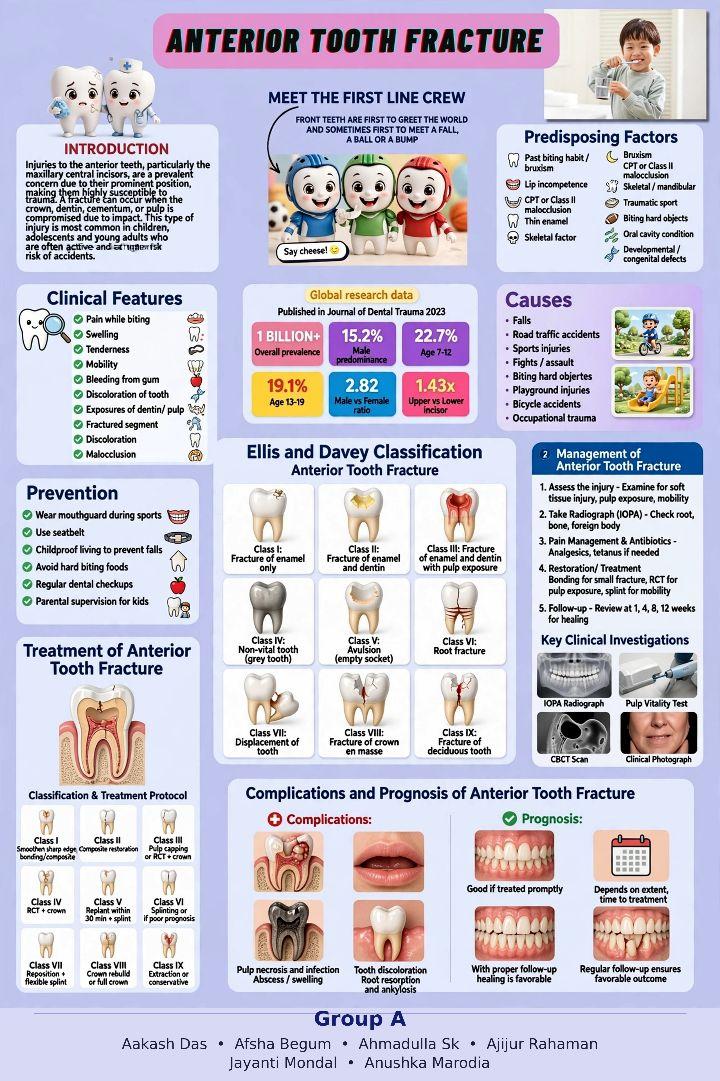 ANTERIOR TOOTH FRACTURE
MEET THE FIRST LINE CREW
FRONT TEETH ARE FIRST TO GREET THE WORLD
AND SOMETIMES FIRST TO MEET A FALL,
A BALL OR A BUMP
Say cheese!
INTRODUCTION
Injuries to the anterior teeth, particularly the
maxillary central incisors, are a prevalent
concern due to their prominent position,
making them highly susceptible to
trauma. A fracture can occur when the
crown, dentin, cementum, or pulp is
compromised due to impact. This type of
injury is most common in children,
adolescents and young adults who
are often active and at higher risk
risk of accidents.
Predisposing Factors
Past biting habit /
bruxism
Lip incompetence
CPT or Class II
malocclusion
Thin enamel
Skeletal factor
Bruxism
CPT or Class II
malocclusion
Skeletal / mandibular
Traumatic sport
Biting hard objects
Oral cavity condition
Developmental /
congenital defects
Clinical Features
Pain while biting
Swelling
Tenderness
Mobility
Bleeding from gum
Discoloration of tooth
Exposures of dentin/ pulp
Fractured segment
Discoloration
Malocclusion
Global research data
Published in Journal of Dental Trauma 2023
1 BILLION+
Overall prevalence
15.2%
Male
predominance
22.7%
Age 7-12
19.1%
Age 13-19
2.82
Male vs Female
ratio
1.43x
Upper vs Lower
incisor
Causes
• Falls
• Road traffic accidents
• Sports injuries
• Fights / assault
• Biting hard objertes
• Playground injuries
• Bicycle accidents
• Occupational trauma
Prevention
Wear mouthguard during sports
Use seatbelt
Childproof living to prevent falls
Avoid hard biting foods
Regular dental checkups
Parental supervision for kids
Ellis and Davey Classification
Anterior Tooth Fracture
Class I:
Fracture of enamel
only
Class II:
Fracture of enamel
and dentin
Class III: Fracture
of enamel and dentin
with pulp exposure
Class IV:
Non-vital tooth
(grey tooth)
Class V:
Avulsion
(empty socket)
Class VI:
Root fracture
Class VII:
Displacement of
tooth
Class VIII:
Fracture of crown
en masse
Class IX:
Fracture of
deciduous tooth
2 Management of
Anterior Tooth Fracture
1. Assess the injury - Examine for soft
tissue injury, pulp exposure, mobility
2. Take Radiograph (IOPA) - Check root,
bone, foreign body
3. Pain Management & Antibiotics -
Analgesics, tetanus if needed
4. Restoration/ Treatment
Bonding for small fracture, RCT for
pulp exposure, splint for mobility
5. Follow-up - Review at 1, 4, 8, 12 weeks
for healing
Key Clinical Investigations
IOPA Radiograph
Pulp Vitality Test
CBCT Scan
Clinical Photograph
Treatment of Anterior
Tooth Fracture
Classification & Treatment Protocol
Class I
Smoothen sharp edge,
bonding/composite
Class II
Composite restoration
Class III
Pulp capping
or RCT + crown
Class IV
RCT + crown
Class V
Replant within
30 min + splint
Class VI
Splinting or
if poor prognosis
Class VII
Reposition +
flexible splint
Class VIII
Crown rebuild
or full crown
Class IX
Extraction or
conservative
Complications and Prognosis of Anterior Tooth Fracture
Complications:
Pulp necrosis and infection
Abscess / swelling
Tooth discoloration
Root resorption
and ankylosis
Prognosis:
Good if treated promptly
Depends on extent,
time to treatment
With proper follow-up
healing is favorable
Regular follow-up ensures
favorable outcome
Group A
Aakash Das • Afsha Begum • Ahmadulla Sk • Ajijur Rahaman
Jayanti Mondal • Anushka Marodia